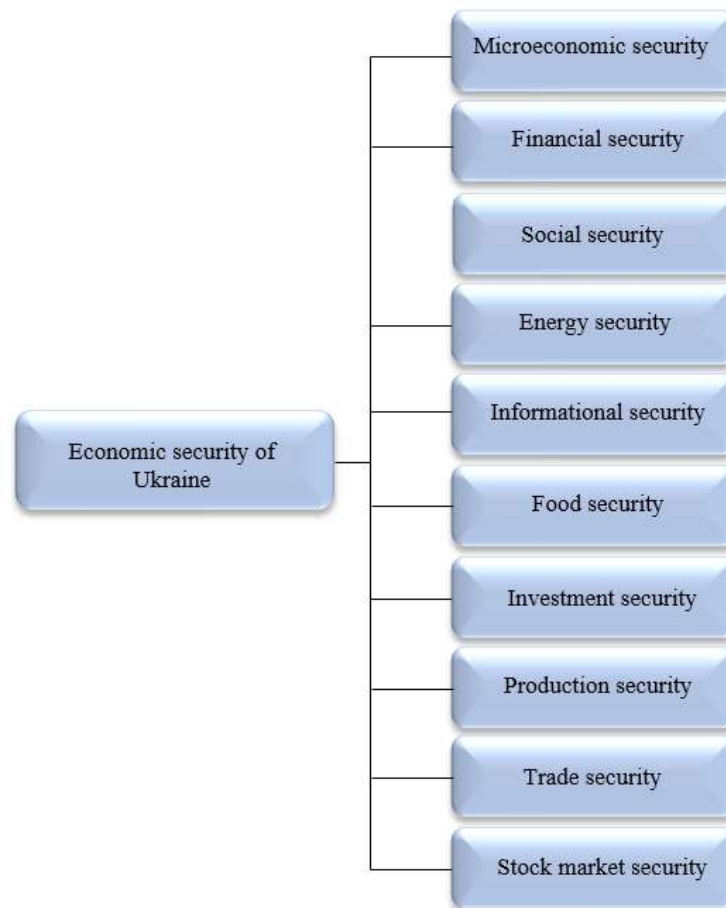 Microeconomic security
Financial security
Social security
Energy security
Informational security
Economic security of
Ukraine
Food security
Investment security
Production security
Trade security
Stock market security